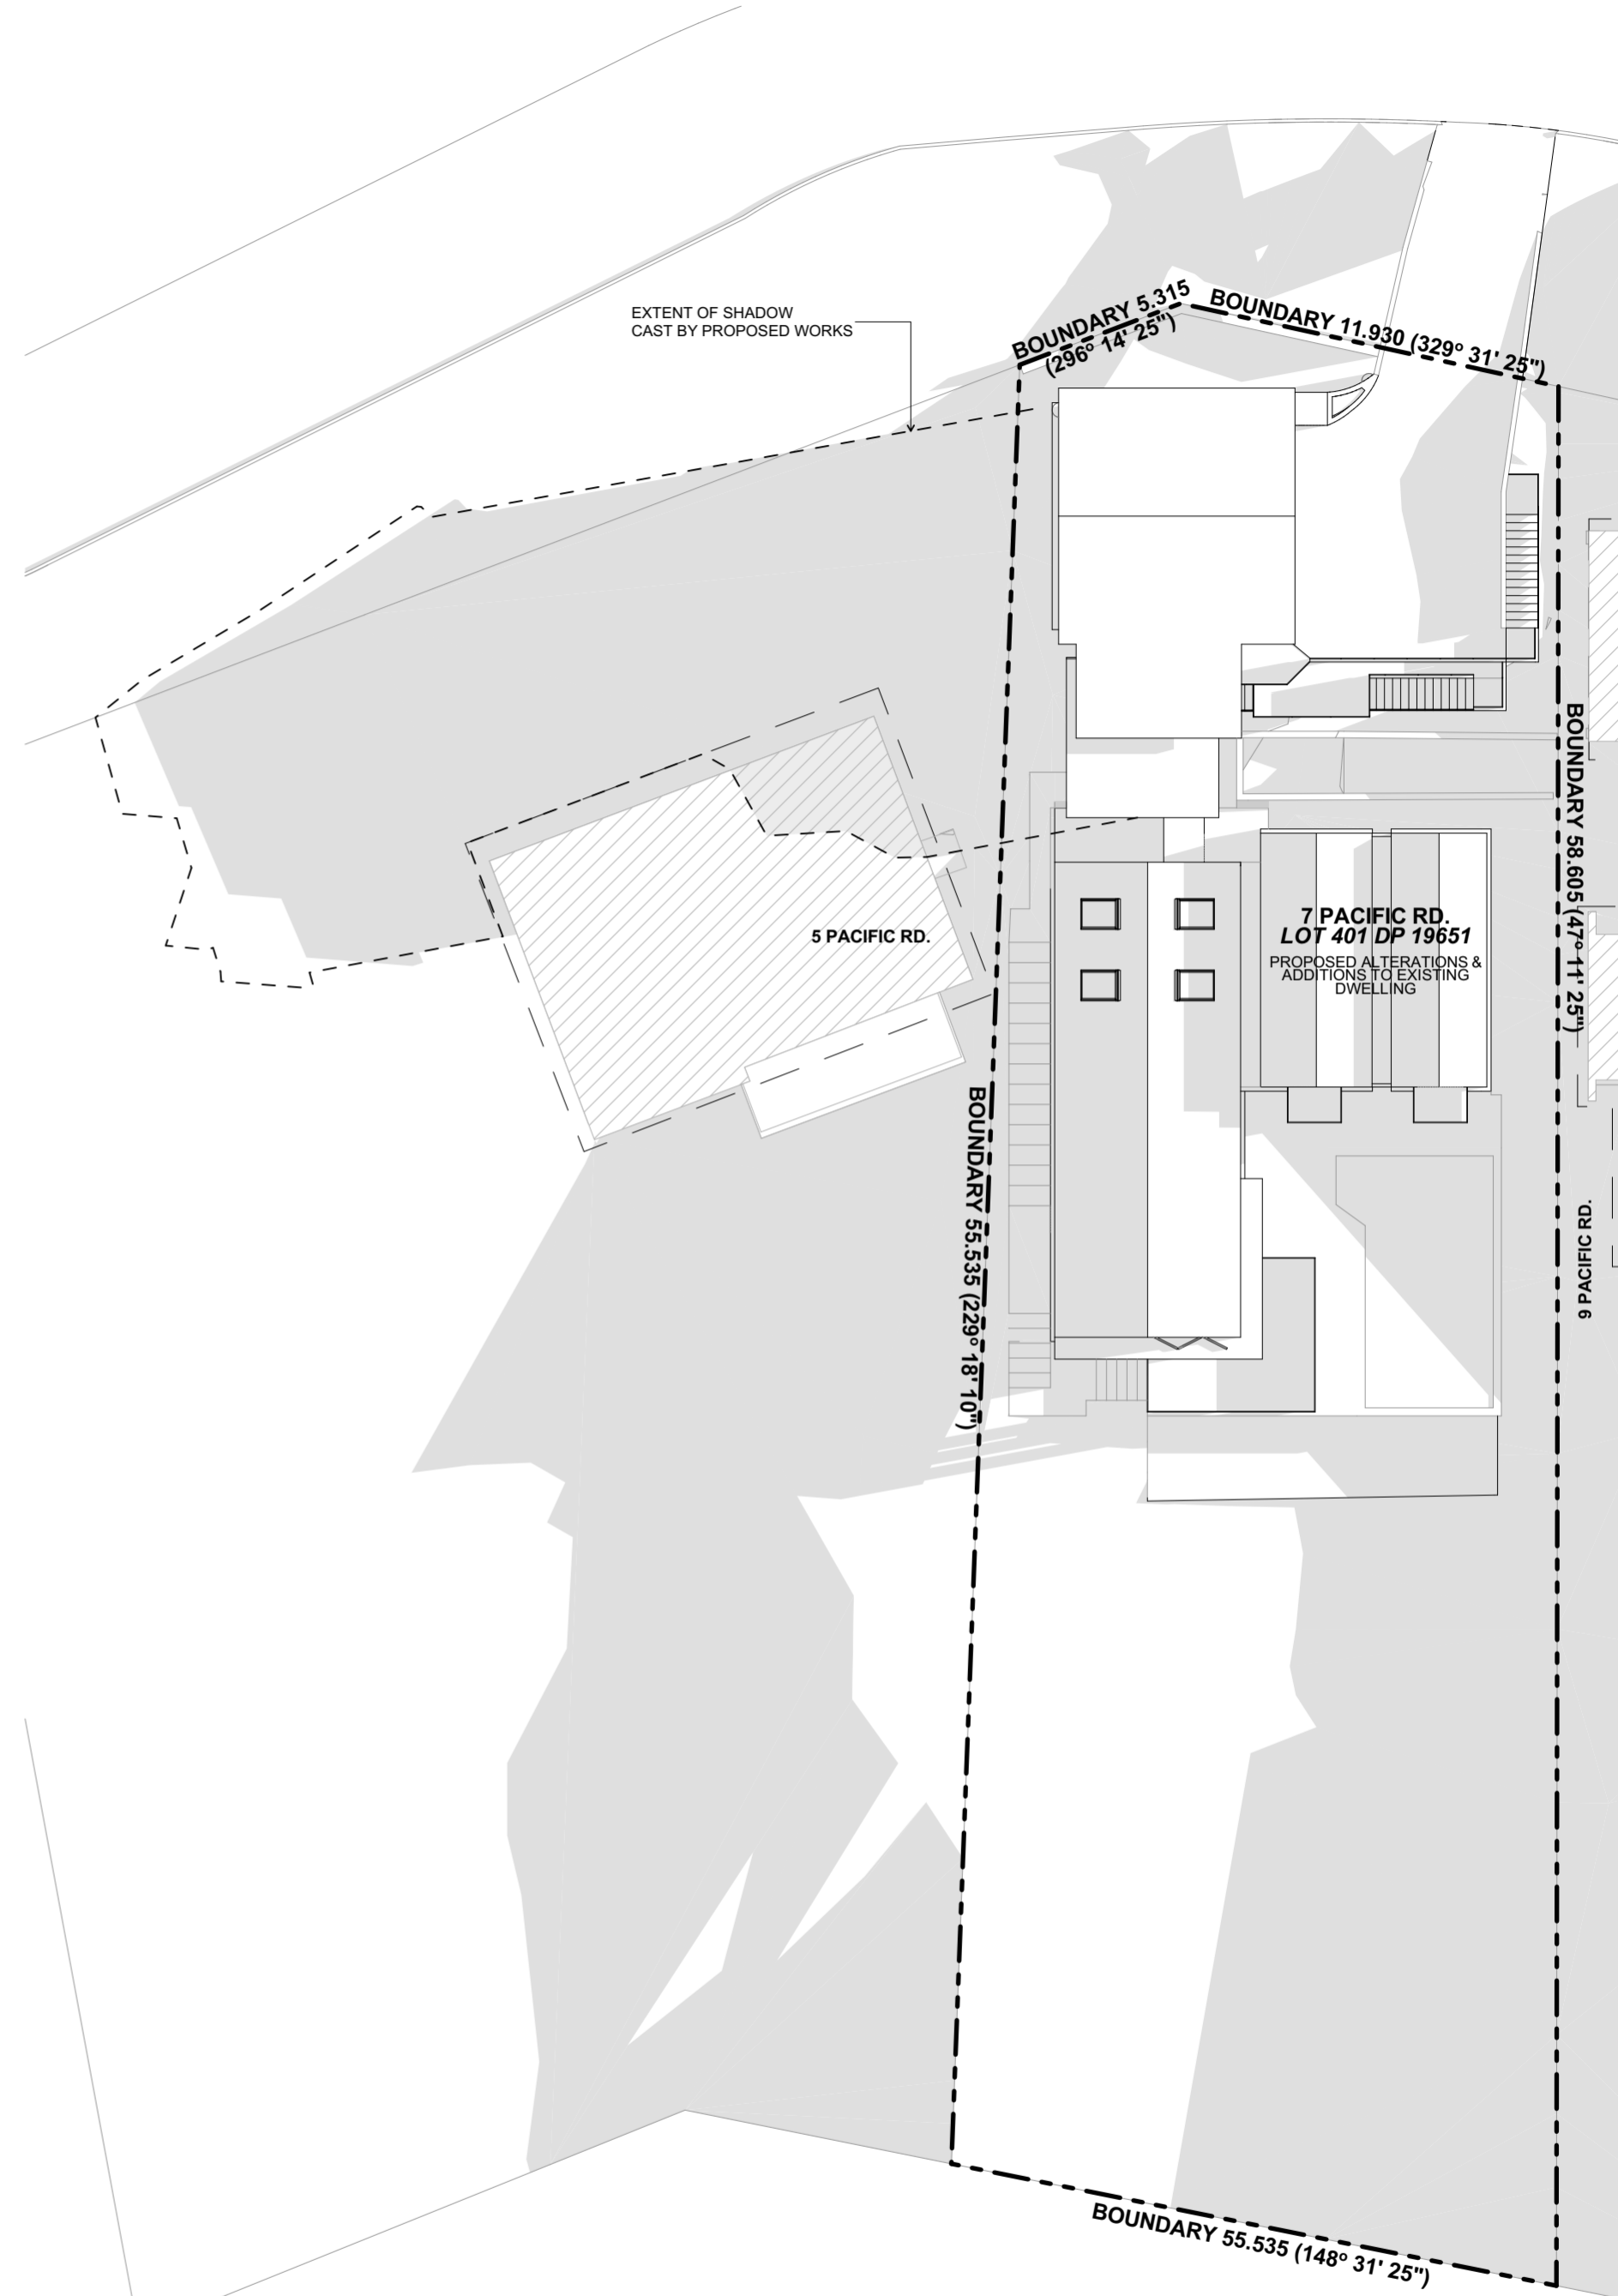 EXTENT OF SHADOW
CAST BY PROPOSED WORKS
BOUNDARY 5.315
(296° 14' 25")
BOUNDARY 11.930 (329° 31' 25")
5 PACIFIC RD.
7 PACIFIC RD.
LOT 401 DP 19651
PROPOSED ALTERATIONS &
ADDITIONS TO EXISTING
DWELLING
BOUNDARY 58.605 (47° 11' 25")
BOUNDARY 55.535 (229° 18' 10")
9 PACIFIC RD.
BOUNDARY 55.535 (148° 31' 25")